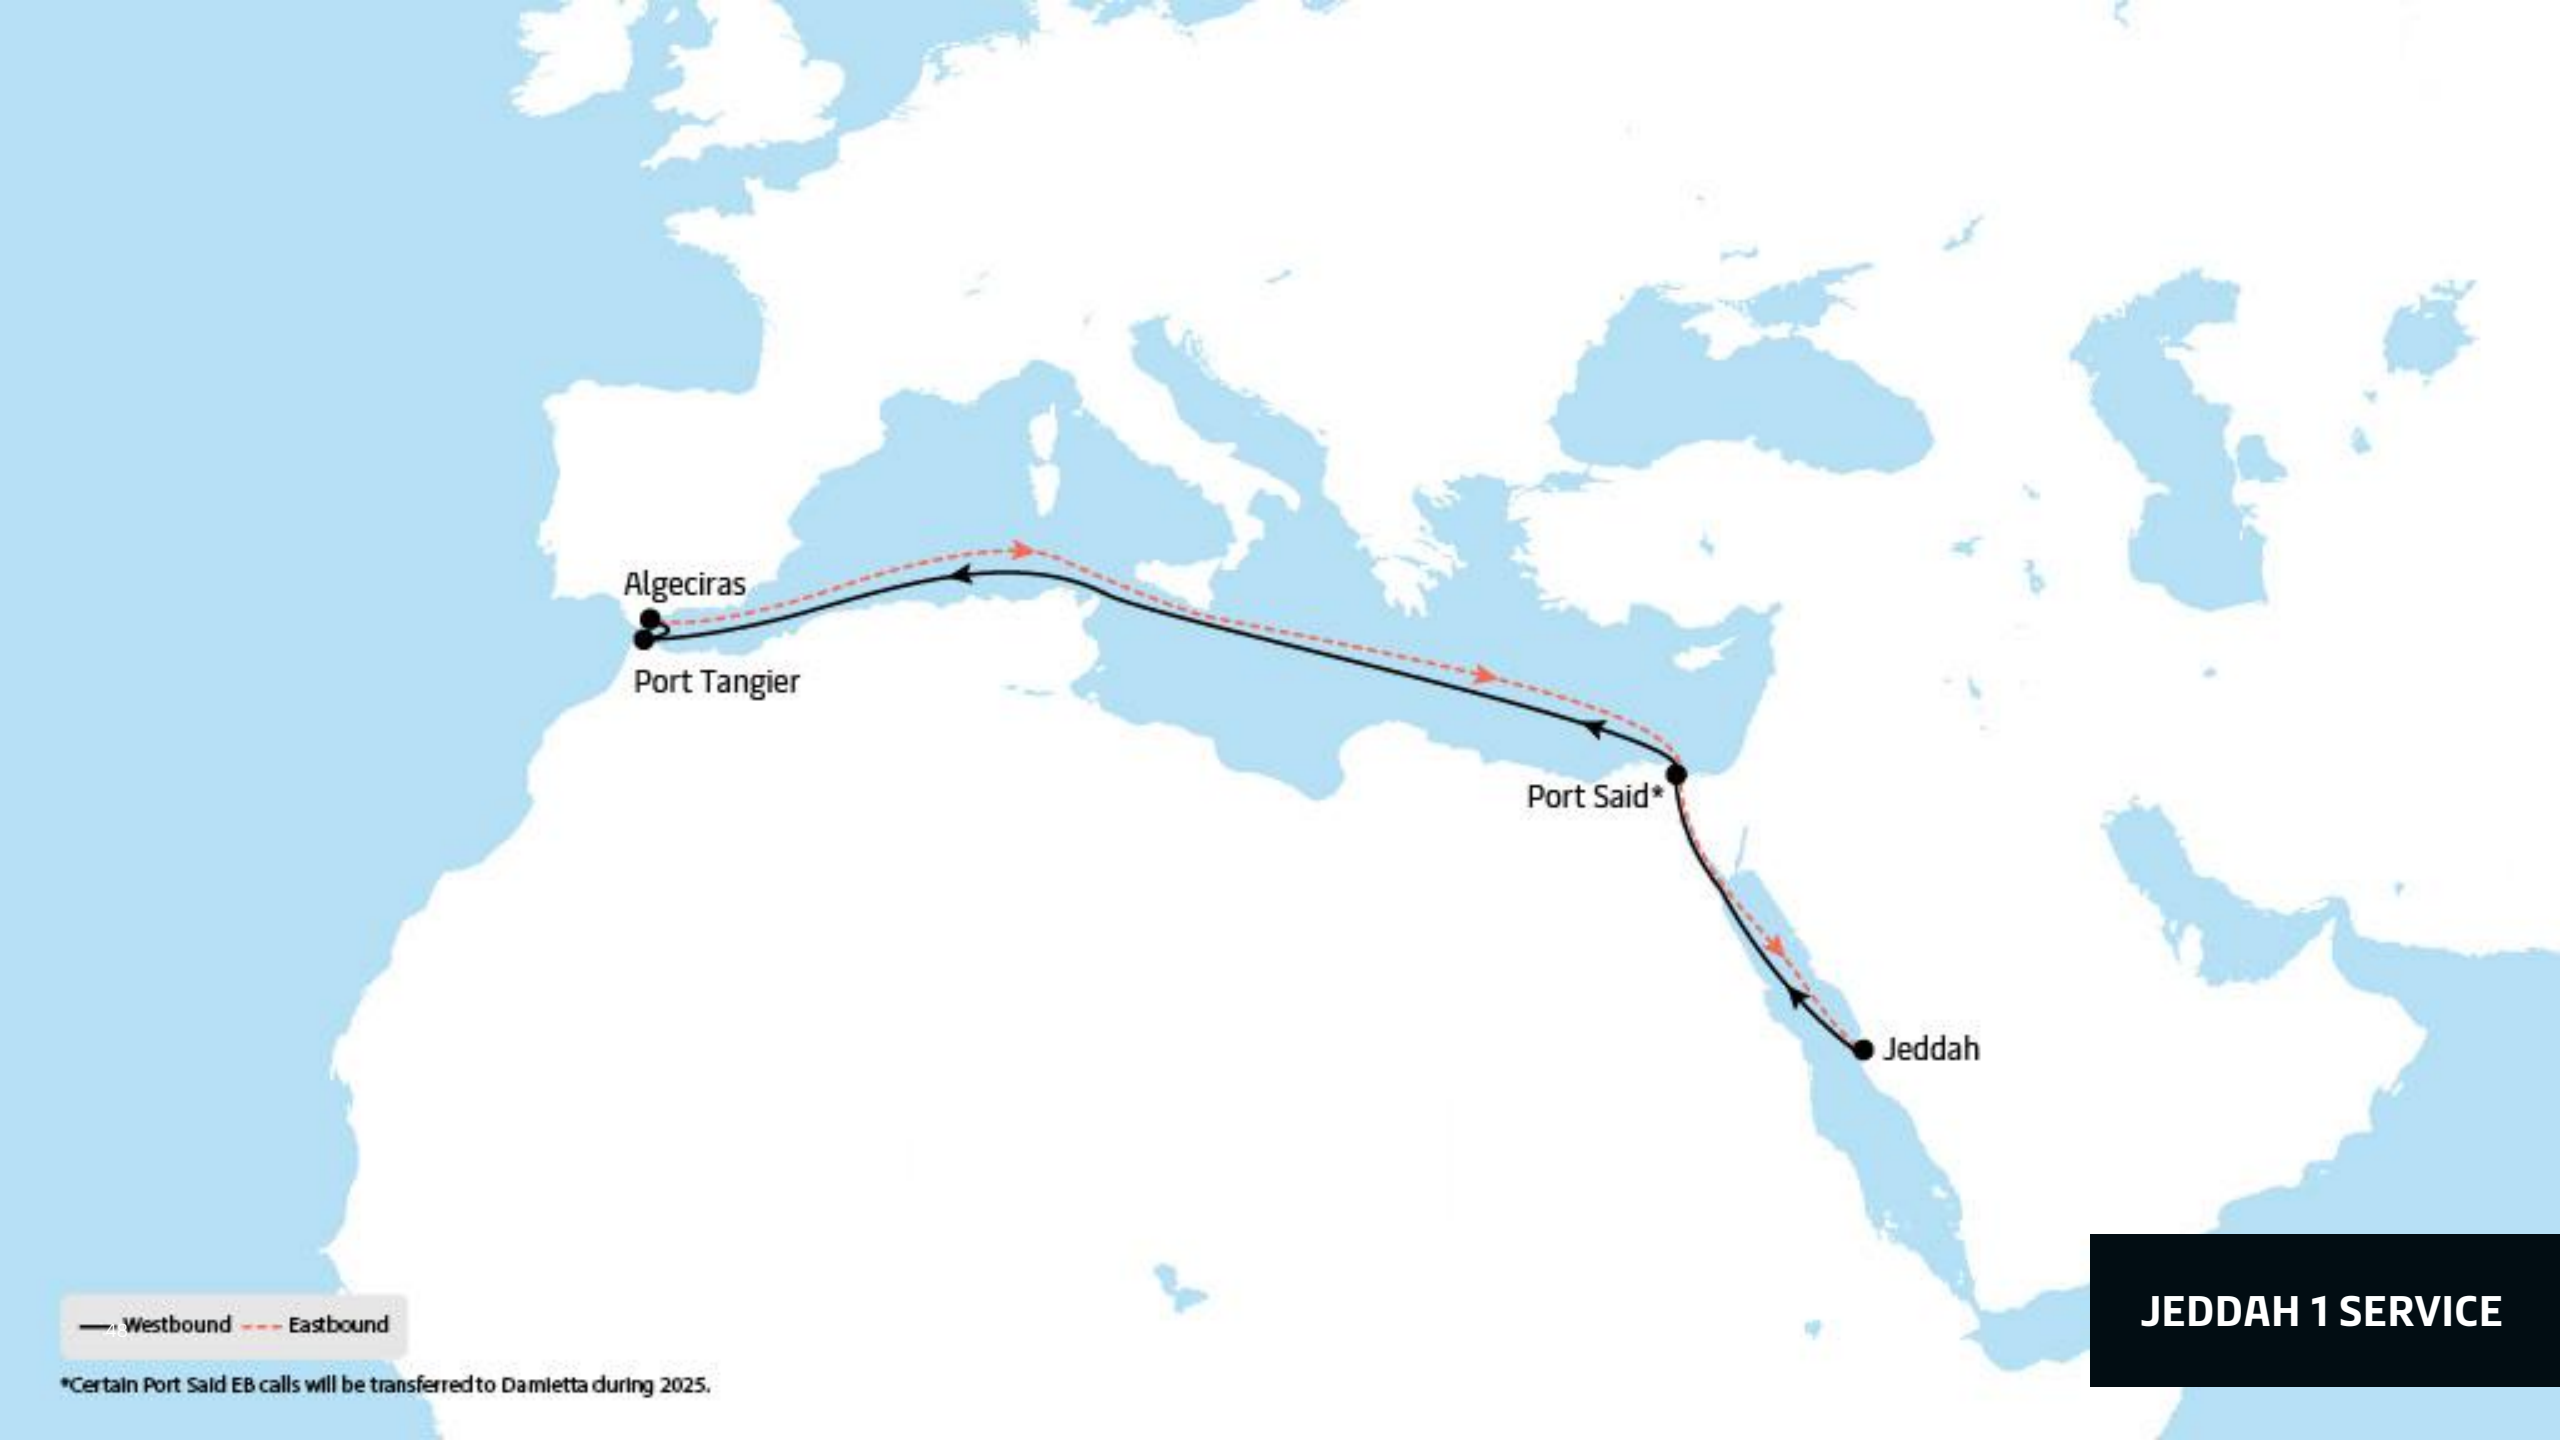 Algeciras
Port Tangier
Port Said*
Jeddah
JEDDAH 1 SERVICE
48
Westbound Eastbound
*Certain Port Said EB calls will be transferred to Damietta during 2025.